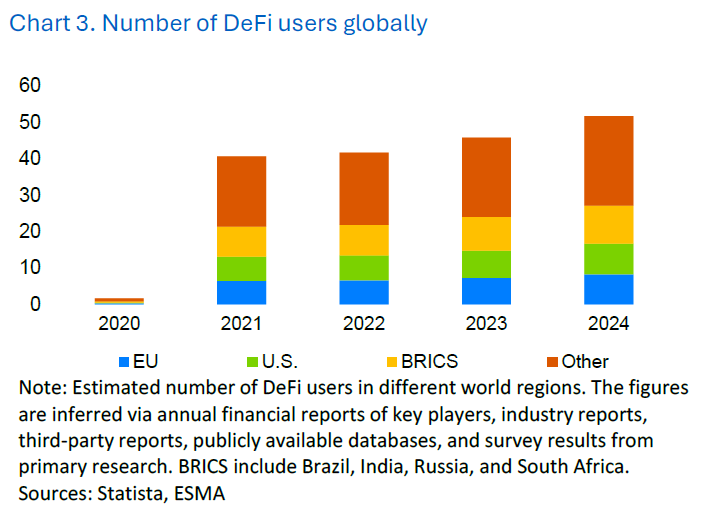 Chart 3. Number of DeFi users globally
60
50
40
30
20
10
0
2020 2021 2022 2023 2024
EU U.S. BRICS Other
Note: Estimated number of DeFi users in different world regions. The figures
are inferred via annual financial reports of key players, industry reports,
third-party reports, publicly available databases, and survey results from
primary research. BRICS include Brazil, India, Russia, and South Africa.
Sources: Statista, ESMA